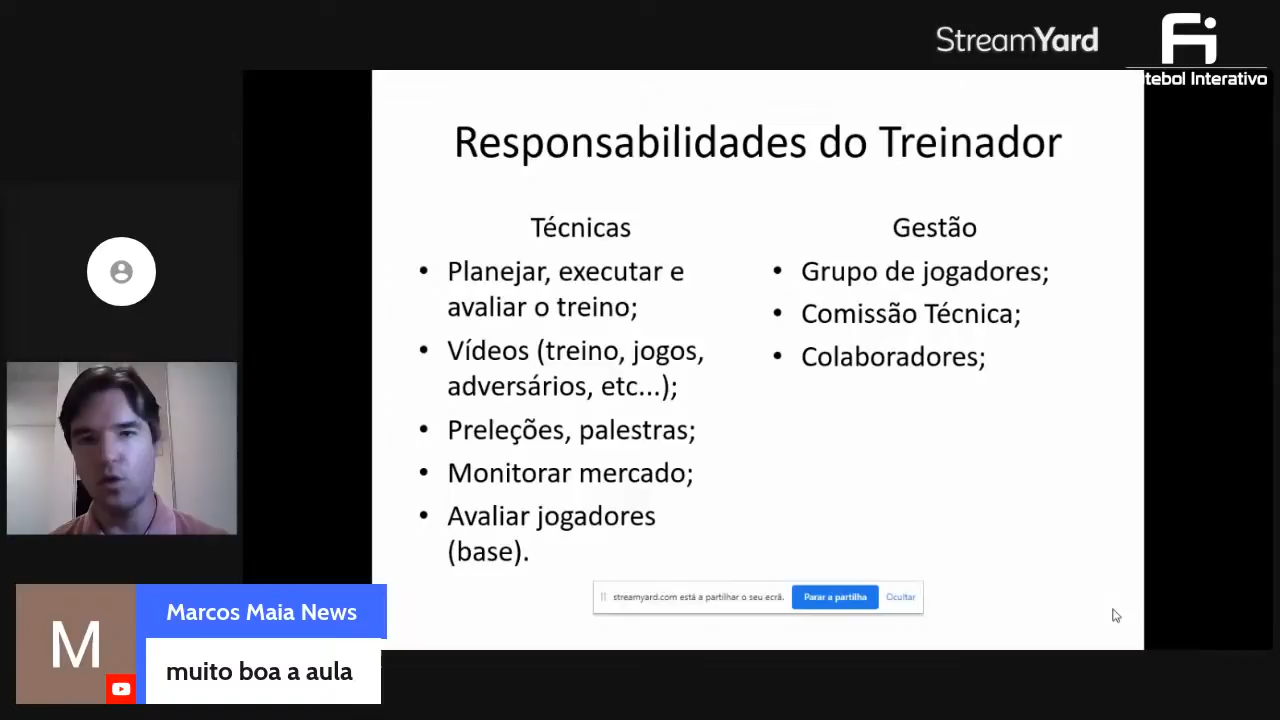 StreamYard
tebol Interativo
Responsabilidades do Treinador
Técnicas
• Planejar, executar e
avaliar o treino;
• Vídeos (treino, jogos,
adversários, etc...);
• Preleções, palestras;
• Monitorar mercado;
• Avaliar jogadores
(base).
Gestão
• Grupo de jogadores;
• Comissão Técnica;
• Colaboradores;
streamyard.com está a partilhar o seu ecrã. Parar a partilha Ocultar
M
Marcos Maia News
muito boa a aula